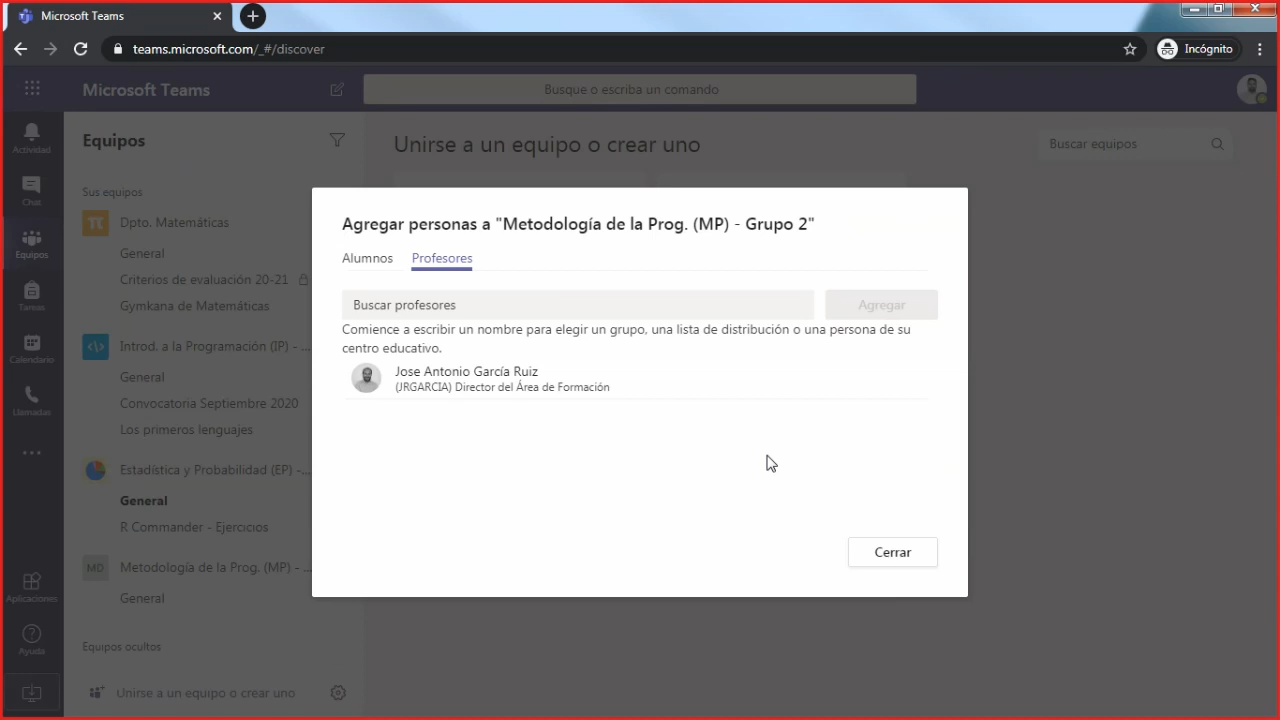 Microsoft Teams
teams.microsoft.com/_#/discover
Incógnito
Microsoft Teams
Busque o escriba un comando
Actividad
Chat
Equipos
Tareas
Calendario
Llamadas
Aplicaciones
Ayuda
Equipos
Sus equipos
Dpto. Matemáticas
General
Criterios de evaluación 20-21
Gymkana de Matemáticas
Introd. a la Programación (IP) - ...
General
Convocatoria Septiembre 2020
Los primeros lenguajes
Estadística y Probabilidad (EP) -...
General
R Commander - Ejercicios
MD
Metodología de la Prog. (MP) - ...
General
Equipos ocultos
Unirse a un equipo o crear uno
Unirse a un equipo o crear uno
Buscar equipos
Agregar personas a "Metodología de la Prog. (MP) - Grupo 2"
Alumnos
Profesores
Buscar profesores
Agregar
Comience a escribir un nombre para elegir un grupo, una lista de distribución o una persona de su
centro educativo.
Jose Antonio García Ruiz
(JRGARCIA) Director del Área de Formación
Cerrar